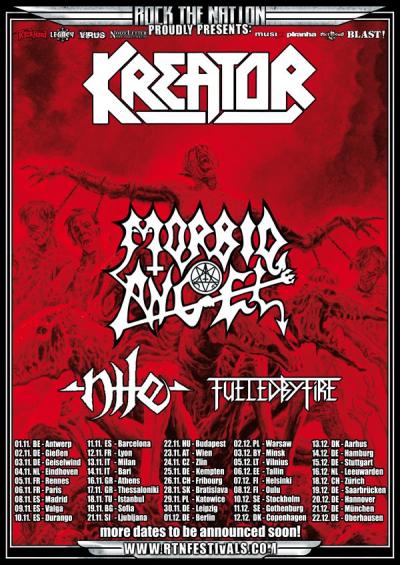 ROCK THE NATION
PROUDLY PRESENTS:
LEGACY VIRUS musix piranha BLAST!
KREATOR
MORBID
ANGEL
nile
FUELED BY FIRE
01.11. BE - Antwerp
02.11. DE - Gießen
03.11. DE - Geiselwind
04.11. NL - Eindhoven
05.11. FR - Rennes
06.11. FR - Paris
08.11. ES - Madrid
09.11. ES - Valga
10.11. ES - Durango
11.11. ES - Barcelona
12.11. FR - Lyon
13.11. IT - Milan
14.11. IT - Bari
16.11. GR - Athens
17.11. GR - Thessaloniki
18.11. TU - Istanbul
19.11. BG - Sofia
21.11. SI - Ljubljana
22.11. HU - Budapest
23.11. AT - Wien
24.11. CZ - Zlin
25.11. DE - Kempten
26.11. CH - Fribourg
28.11. SK - Bratislava
29.11. PL - Katowice
30.11. DE - Leipzig
01.12. DE - Berlin
02.12. PL - Warsaw
03.12. BY - Minsk
05.12. LT - Vilnius
06.12. EE - Tallin
07.12. FI - Helsinki
08.12. FI - Oulu
10.12. SE - Stockholm
11.12. SE - Gothenburg
12.12. DK - Copenhagen
13.12. DK - Aarhus
14.12. DE - Hamburg
15.12. DE - Stuttgart
16.12. NL - Leeuwarden
18.12. CH - Zürich
19.12. DE - Saarbrücken
20.12. DE - Hannover
21.12. DE - München
22.12. DE - Oberhausen
more dates to be announced soon!
WWW.RTNFESTIVALS.COM